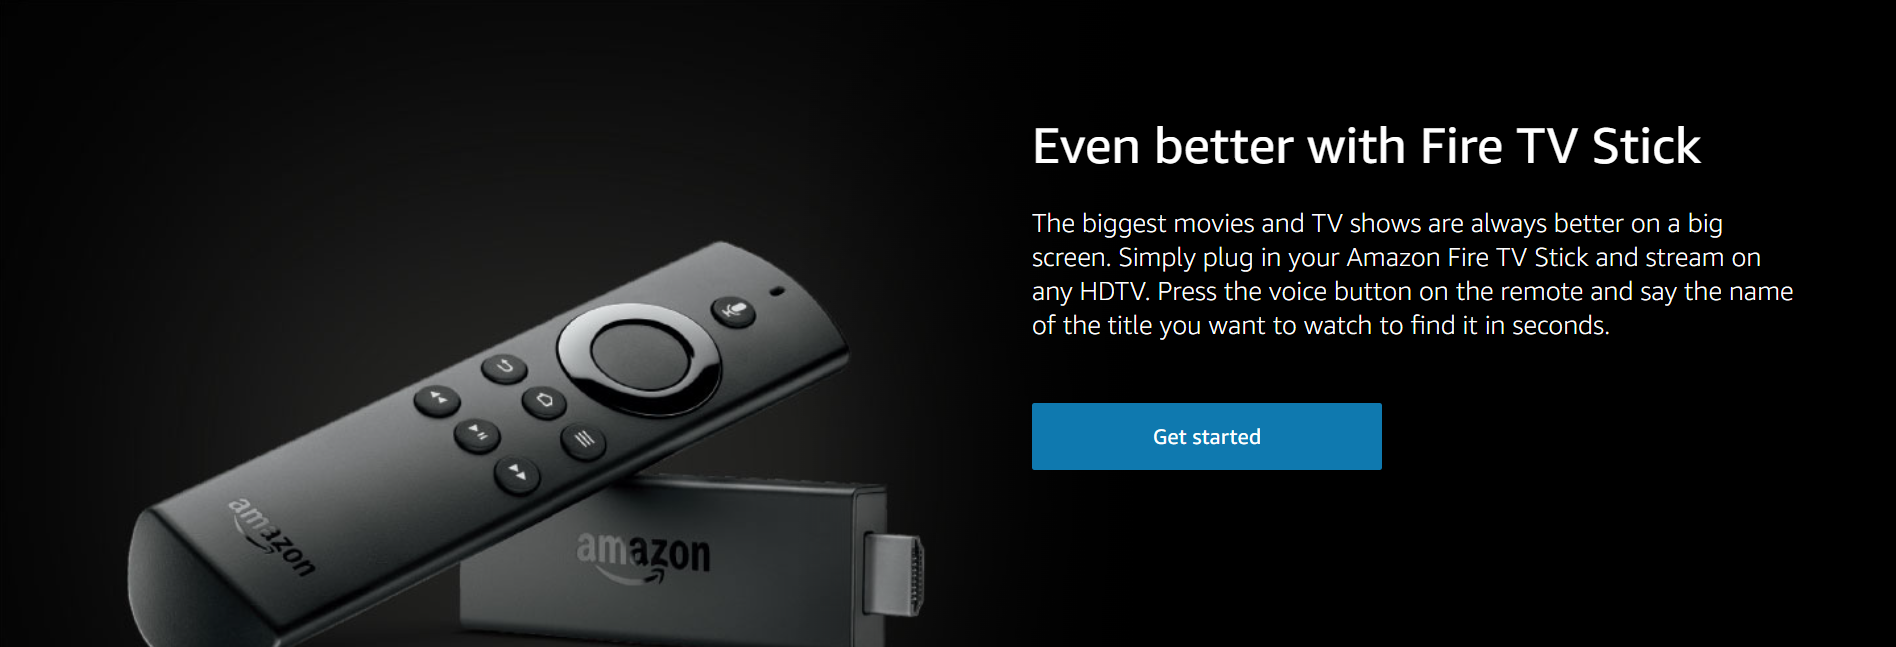 Even better with Fire TV Stick
The biggest movies and TV shows are always better on a big
screen. Simply plug in your Amazon Fire TV Stick and stream on
any HDTV. Press the voice button on the remote and say the name
of the title you want to watch to find it in seconds.
Get started
amazon
amazon